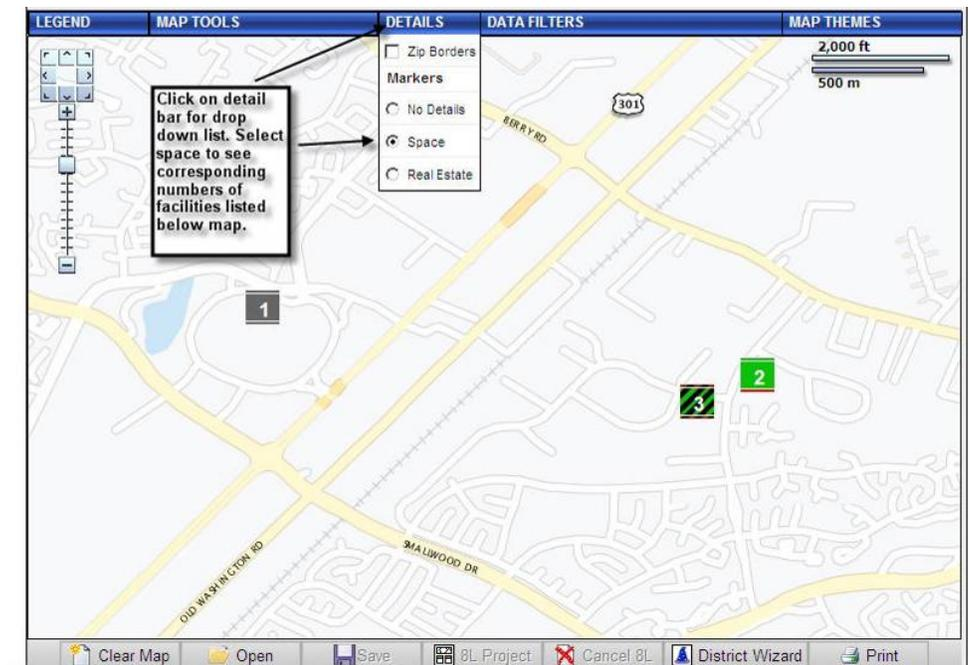 LEGEND MAP TOOLS DETAILS DATA FILTERS MAP THEMES
Zip Borders
Markers
No Details
Space
Real Estate
2,000 ft
500 m
Click on detail
bar for drop
down list. Select
space to see
corresponding
numbers of
facilities listed
below map.
301
BERRY RD
1
2
3
SMALLWOOD DR
OLD WASHINGTON RD
Clear Map Open Save 8L Project Cancel 8L District Wizard Print